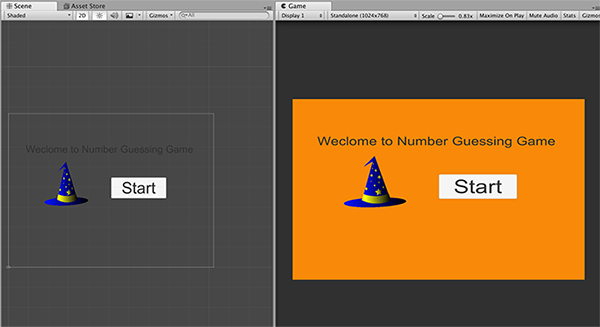 Scene
Asset Store
Shaded
2D
Gizmos
All
Weclome to Number Guessing Game
Start
Game
Display 1
Standalone (1024x768)
Scale
0.83x
Maximize On Play
Mute Audio
Stats
Gizmos
Weclome to Number Guessing Game
Start